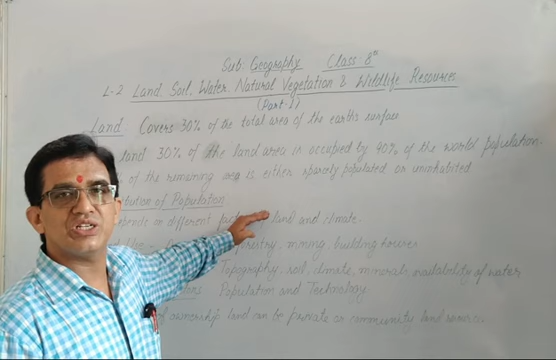 Sub: Geography Class 8th
L-2 Land, Soil, Water Natural Vegetation & Wildlife Resources
(Part-1)
Land Covers 30% of the total area of the earth's surface
land 30% of the land area is occupied by 90% of the world population.
of the remaining area is either sparcely populated or uninhabited
of Population
on different land and climate
mining, building houses
Topography, soil, climate, minerals availability of water
Population and Technology
ownership land can be private or community land